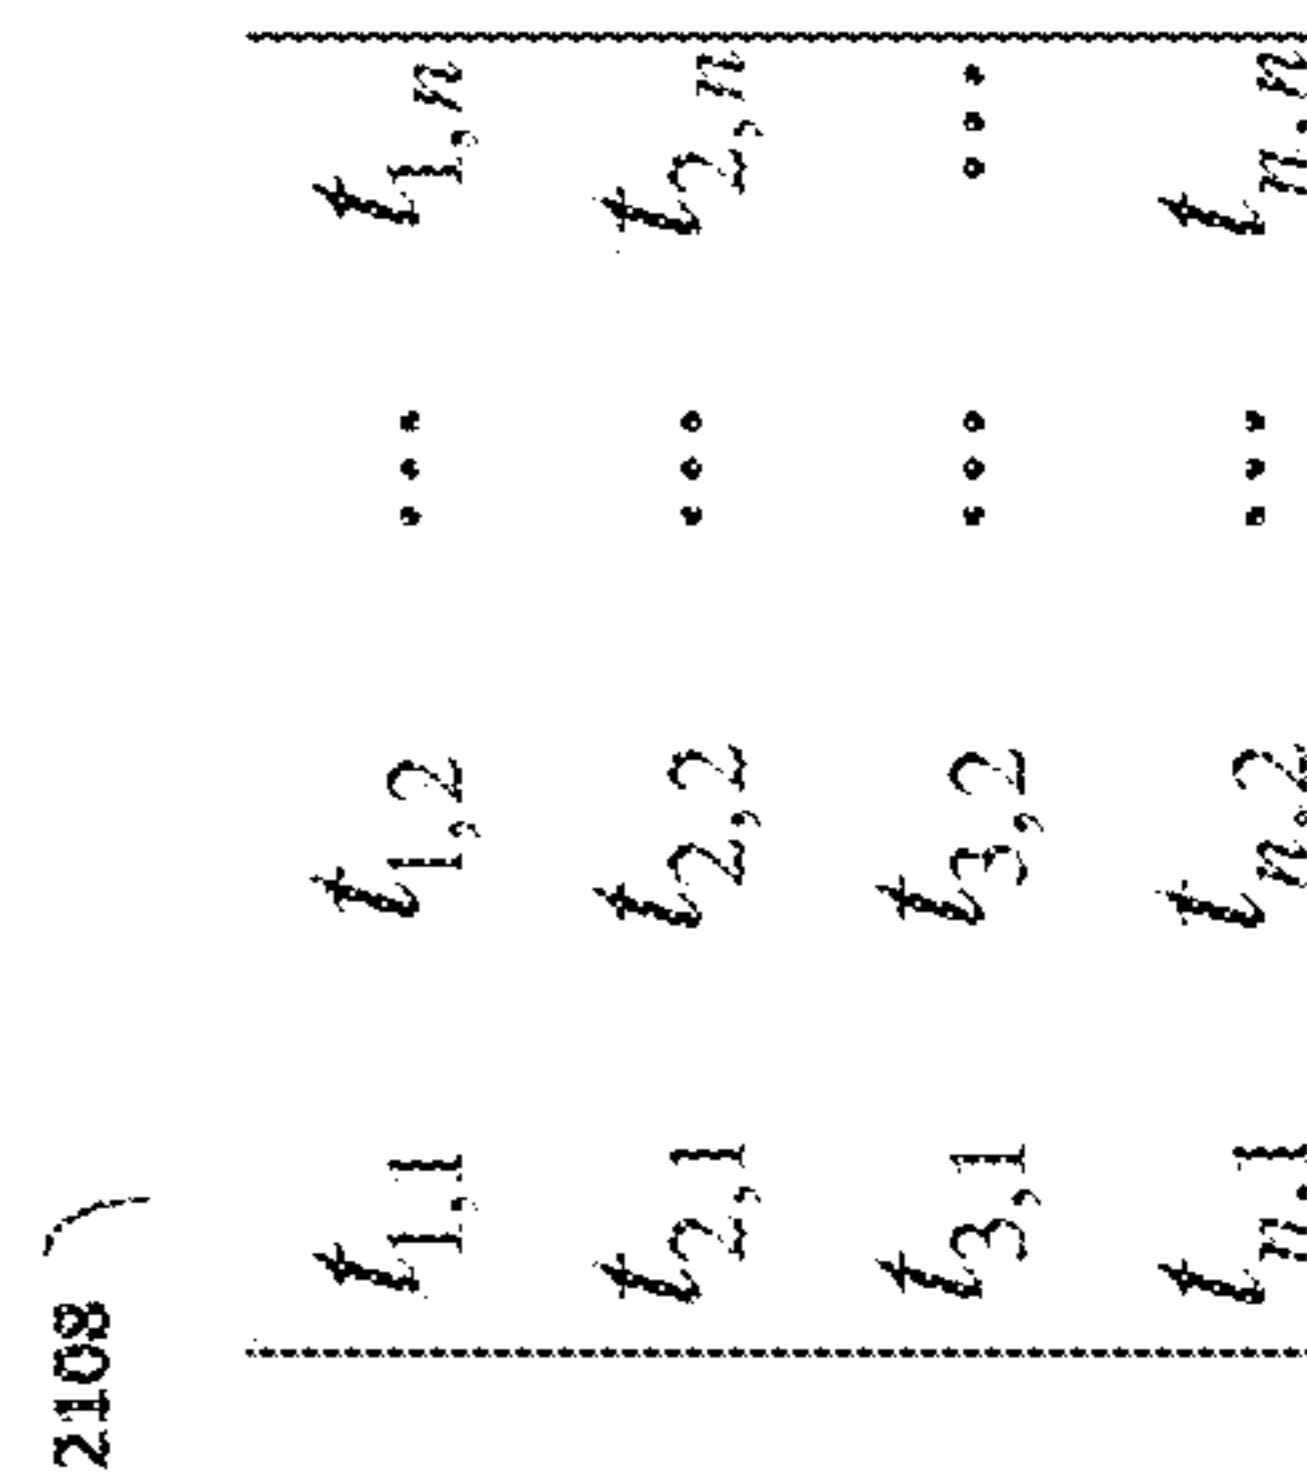 2108
t1,1 t1,2 ... t1,n
t2,1 t2,2 ... t2,n
t3,1 t3,2 ... ...
tn,1 tn,2 ... tn,n